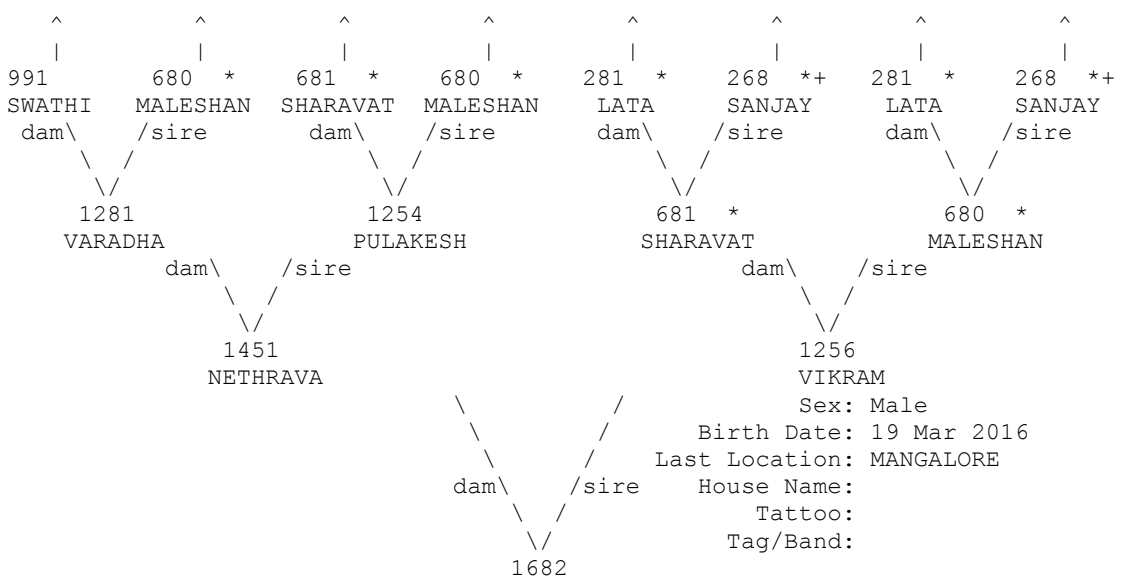 ^ ^ ^ ^ ^ ^ ^ ^
| | | | | | | |
991 680 * 681 * 680 * 281 * 268 *+ 281 * 268 *+
SWATHI MALESHAN SHARAVAT MALESHAN LATA SANJAY LATA SANJAY
dam\ /sire dam\ /sire dam\ /sire dam\ /sire
\ / \ / \ / \ /
\/ \/ \/ \/
1281 1254 681 * 680 *
VARADHA PULAKESH SHARAVAT MALESHAN
dam\ /sire dam\ /sire
\ / \ /
\/ \/
1451 1256
NETHRAVA VIKRAM
\ / Sex: Male
\ / Birth Date: 19 Mar 2016
\ / Last Location: MANGALORE
dam\ /sire House Name:
\ / Tattoo:
\/ Tag/Band:
1682